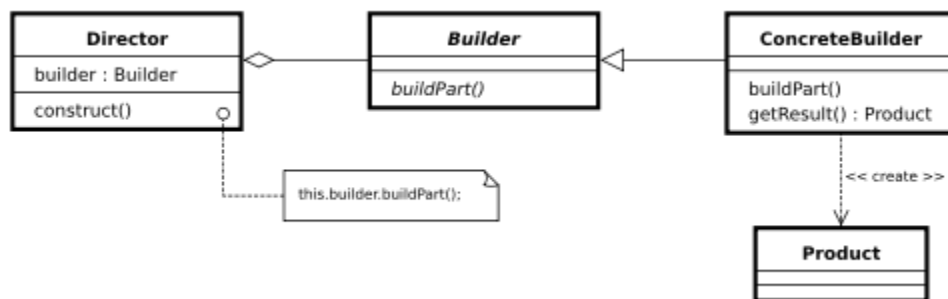 Director
builder : Builder
construct()
this.builder.buildPart();
Builder
buildPart()
ConcreteBuilder
buildPart()
getResult() : Product
<< create >>
Product